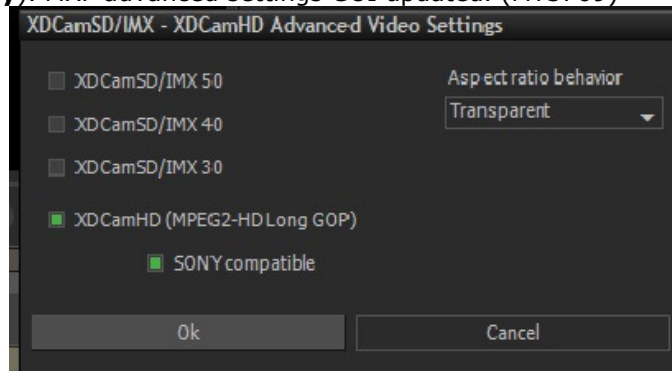 XDCamSD/IMX - XDCamHD Advanced Video Settings
XDCamSD/IMX 50
Aspect ratio behavior
Transparent
XDCamSD/IMX 40
XDCamSD/IMX 30
XDCamHD (MPEG2-HD Long GOP)
SONY compatible
Ok
Cancel